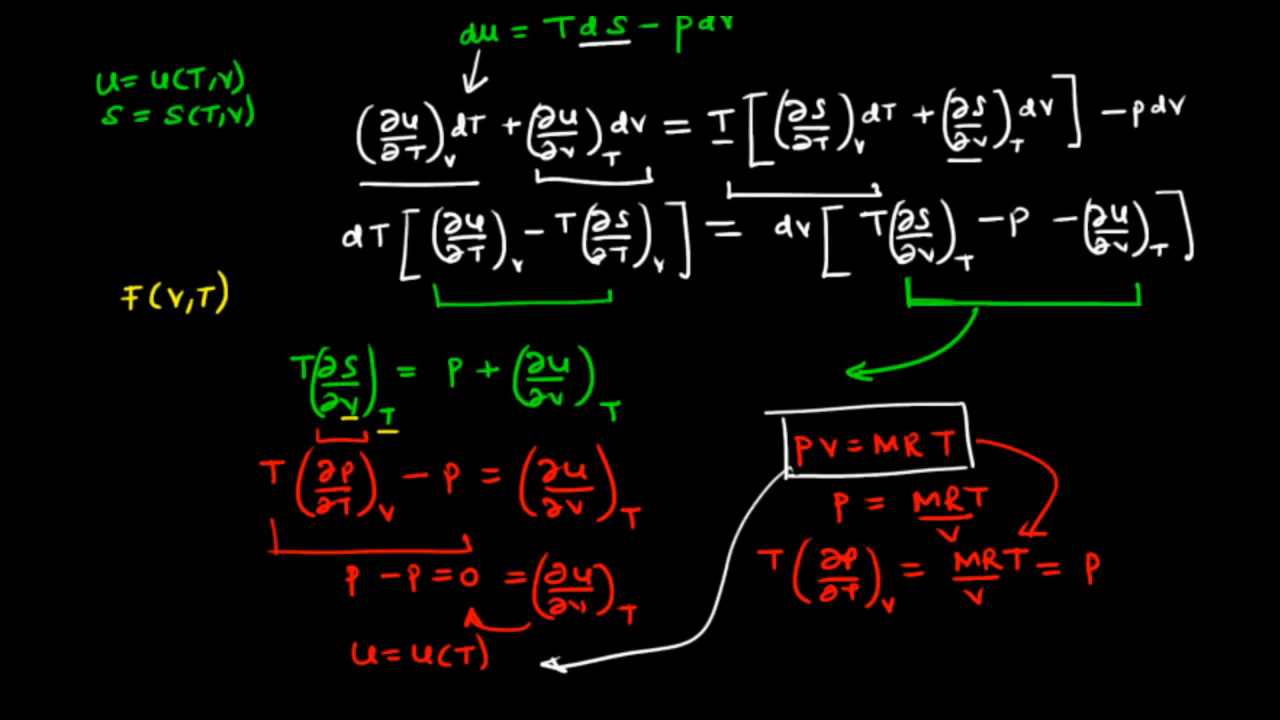 du = T dS - pdv
u = u(T,v)
S = S(T,v)
(∂u/∂T)_v dT + (∂u/∂v)_T dv = T [ (∂S/∂T)_v dT + (∂S/∂v)_T dv ] - pdv
dT [ (∂u/∂T)_v - T (∂S/∂T)_v ] = dv [ T (∂S/∂v)_T - p - (∂u/∂v)_T ]
F(v,T)
T (∂S/∂v)_T = p + (∂u/∂v)_T
T (∂p/∂T)_v - p = (∂u/∂v)_T
p - p = 0 = (∂u/∂v)_T
u = u(T)
PV = MRT
P = MRT/V
T (∂p/∂T)_v = MRT/V = P